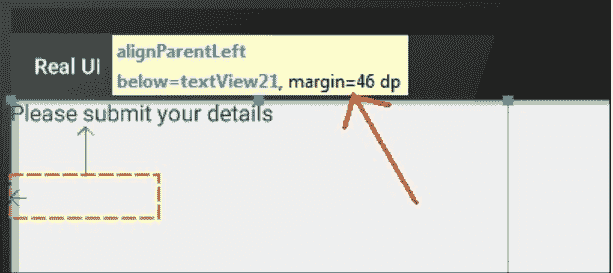 Real UI
alignParentLeft
below=textView21, margin=46 dp
Please submit your details